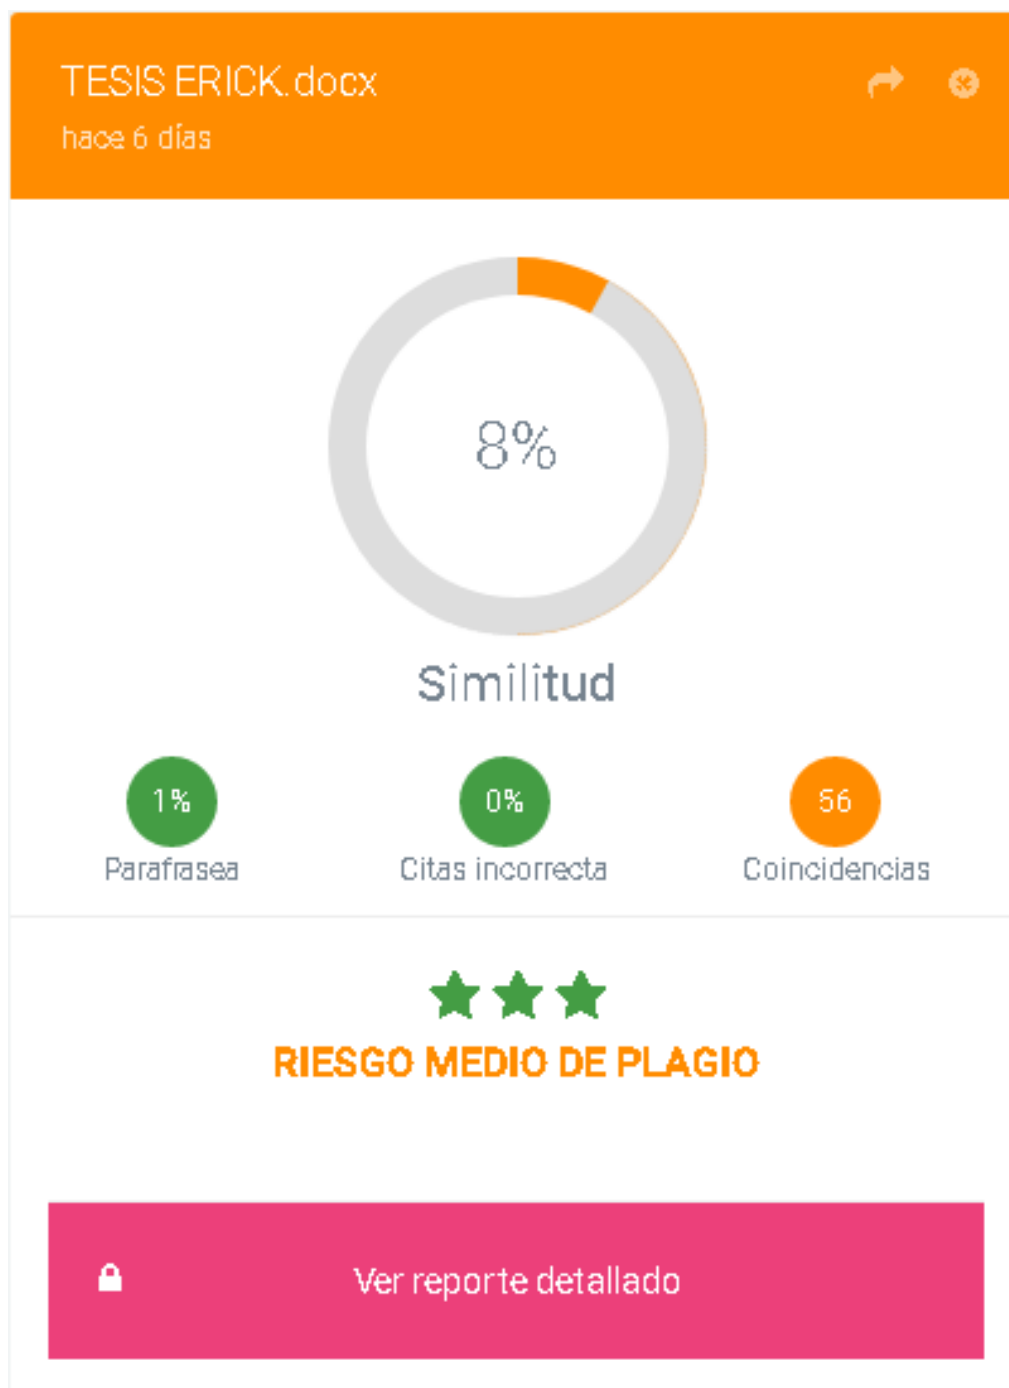 TESIS ERICK.docx
hace 6 días
8%
Similitud
1%
0%
56
Parafrasea
Citas incorrecta
Coincidencias
RIESGO MEDIO DE PLAGIO
Ver reporte detallado